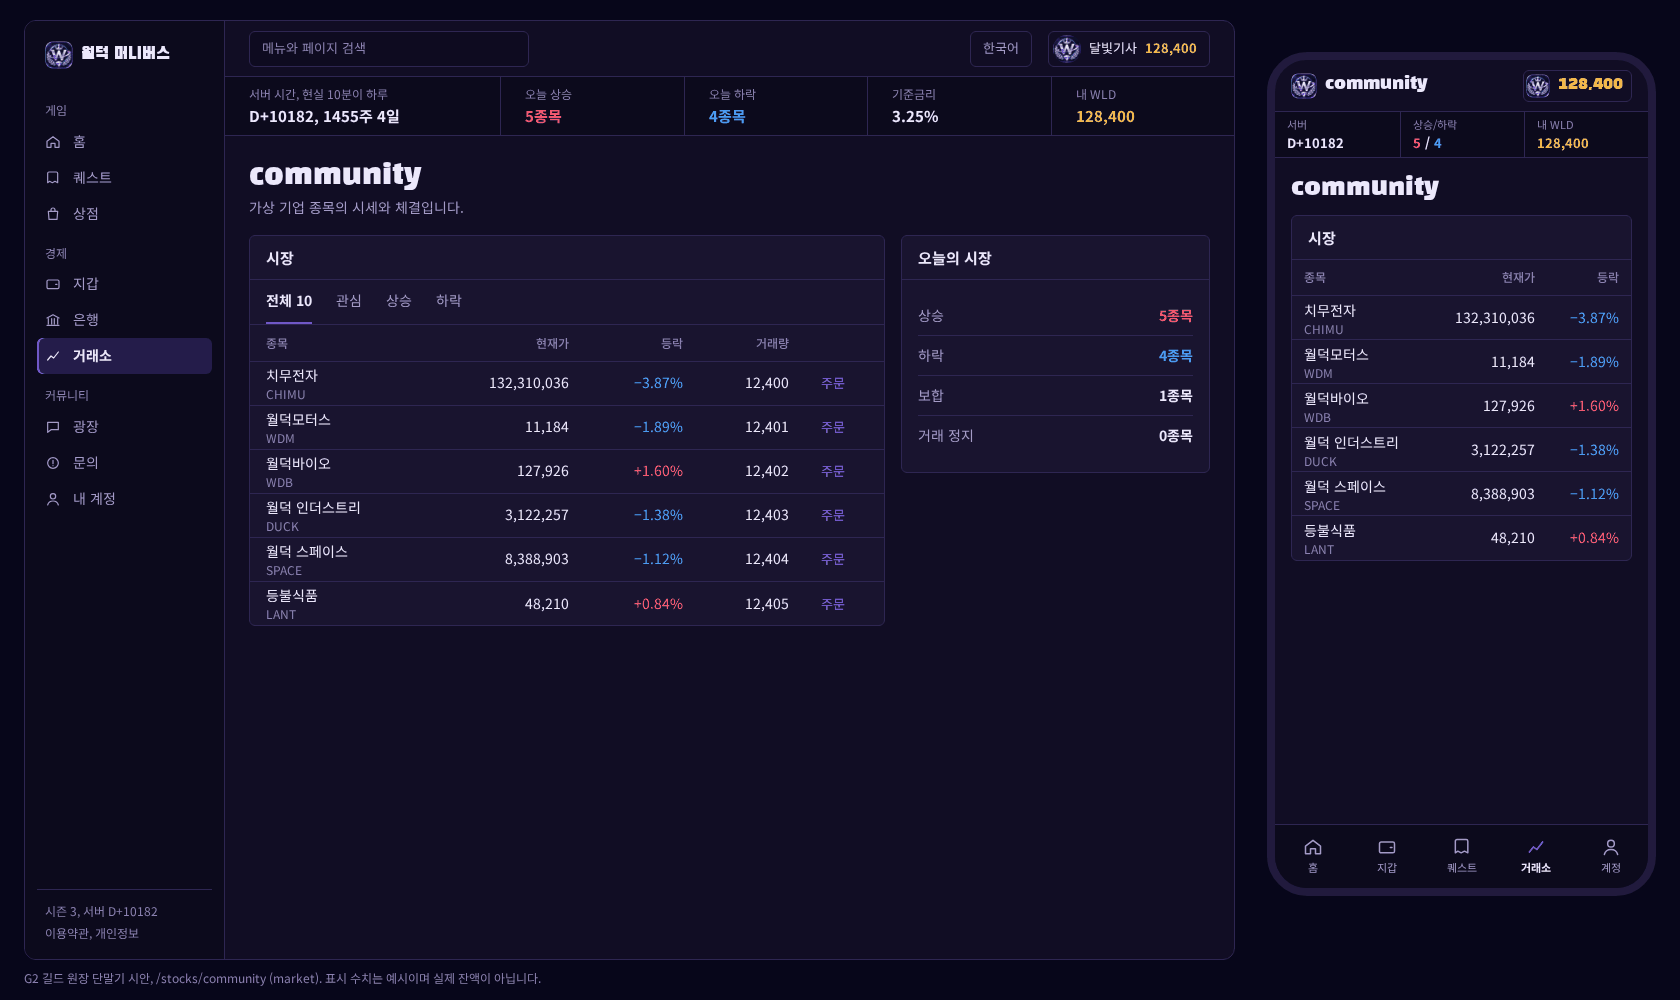 월덕 머니버스
메뉴와 페이지 검색
한국어
달빛기사 128,400
게임
홈
퀘스트
상점
경제
지갑
은행
거래소
커뮤니티
광장
문의
내 계정
시즌 3, 서버 D+10182
이용약관, 개인정보
서버 시간, 현실 10분이 하루
D+10182, 1455주 4일
오늘 상승
5종목
오늘 하락
4종목
기준금리
3.25%
내 WLD
128,400
community
가상 기업 종목의 시세와 체결입니다.
시장
전체 10 관심 상승 하락
종목 현재가 등락 거래량
치무전자 132,310,036 −3.87% 12,400 주문
CHIMU
월덕모터스 11,184 −1.89% 12,401 주문
WDM
월덕바이오 127,926 +1.60% 12,402 주문
WDB
월덕 인더스트리 3,122,257 −1.38% 12,403 주문
DUCK
월덕 스페이스 8,388,903 −1.12% 12,404 주문
SPACE
등불식품 48,210 +0.84% 12,405 주문
LANT
오늘의 시장
상승 5종목
하락 4종목
보합 1종목
거래 정지 0종목
community 128,400
서버
D+10182
상승/하락
5 / 4
내 WLD
128,400
community
시장
종목 현재가 등락
치무전자 132,310,036 −3.87%
CHIMU
월덕모터스 11,184 −1.89%
WDM
월덕바이오 127,926 +1.60%
WDB
월덕 인더스트리 3,122,257 −1.38%
DUCK
월덕 스페이스 8,388,903 −1.12%
SPACE
등불식품 48,210 +0.84%
LANT
홈 지갑 퀘스트 거래소 계정
G2 길드 원장 단말기 시안, /stocks/community (market). 표시 수치는 예시이며 실제 잔액이 아닙니다.